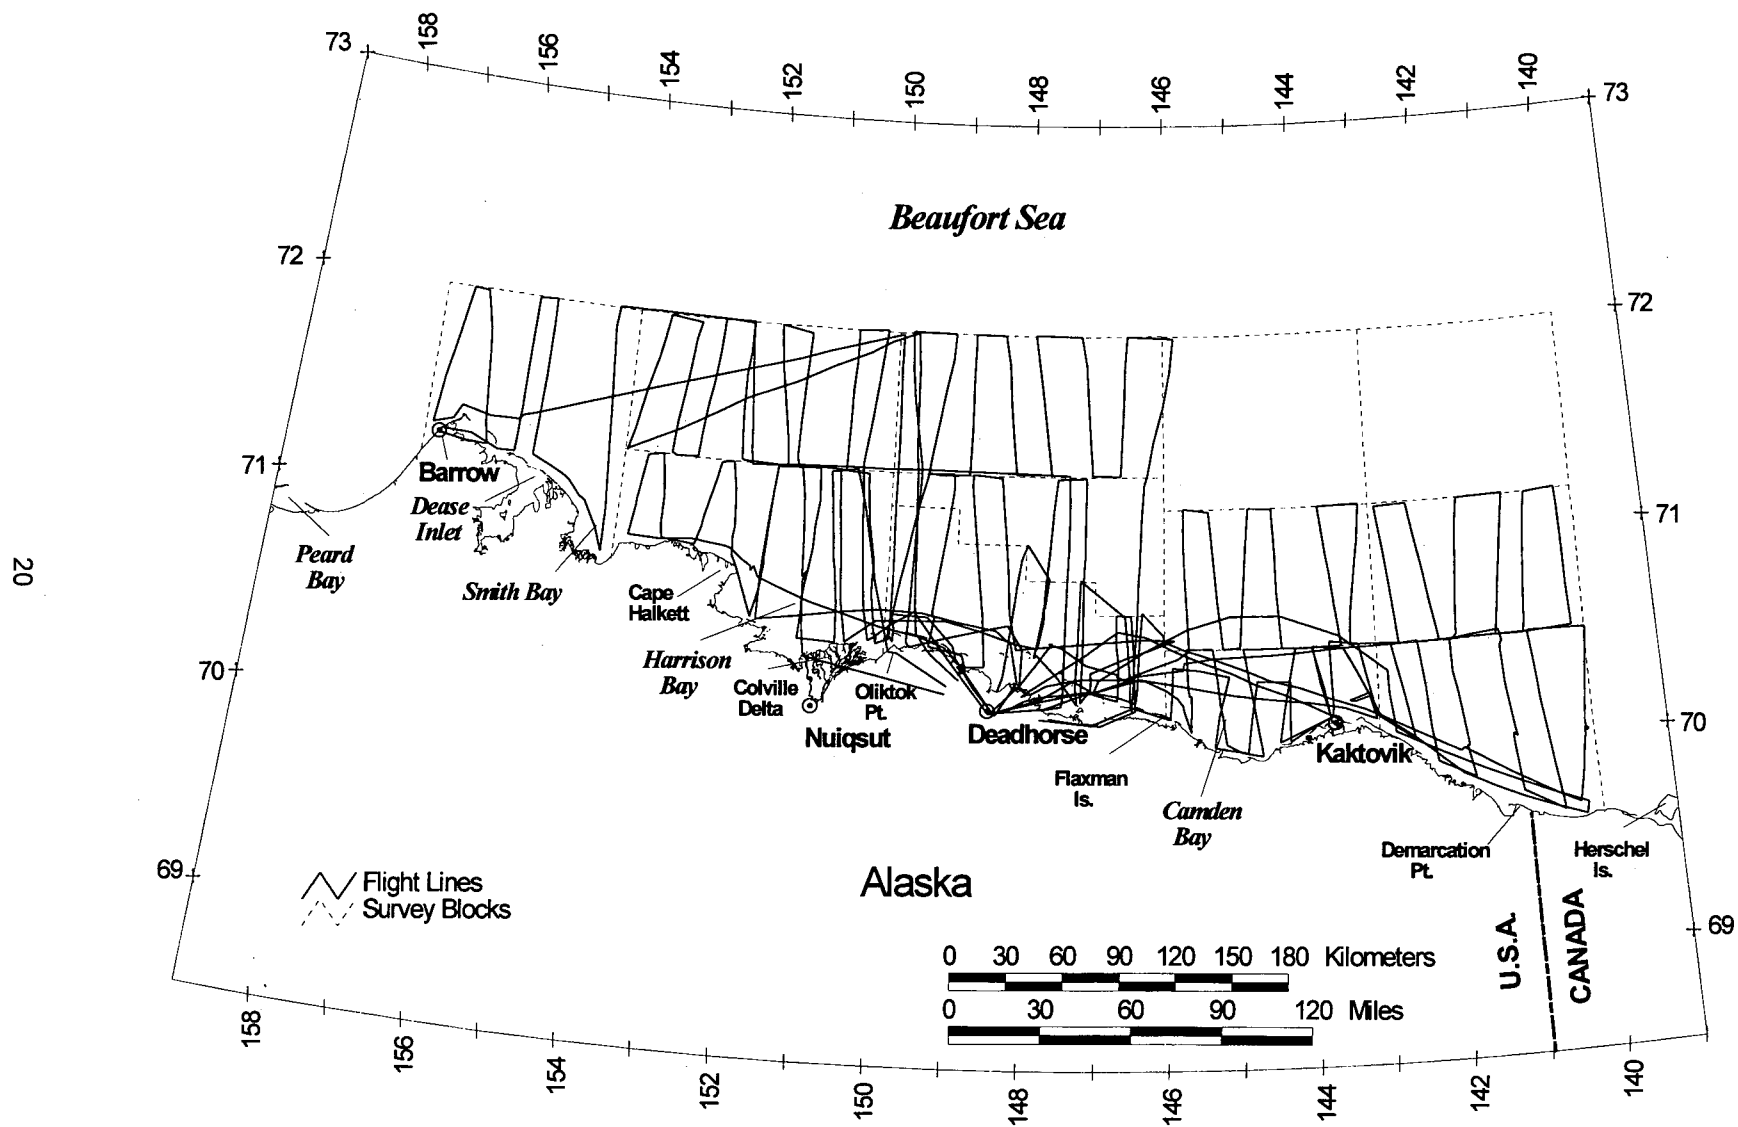 158
156
154
152
150
148
146
144
142
140
73
73
Beaufort Sea
72
72
71
71
Barrow
Dease
Inlet
Peard
Bay
Smith Bay
Cape
Halkett
20
Harrison
Bay
70
70
Colville
Delta
Oliktok
Pt.
Nuiqsut
Deadhorse
Kaktovik
Flaxman
Is.
Camden
Bay
Demarcation
Pt.
Herschel
Is.
69
69
Flight Lines
Survey Blocks
Alaska
U.S.A.
CANADA
0 30 60 90 120 150 180 Kilometers
0 30 60 90 120 Miles
158
156
154
152
150
148
146
144
142
140